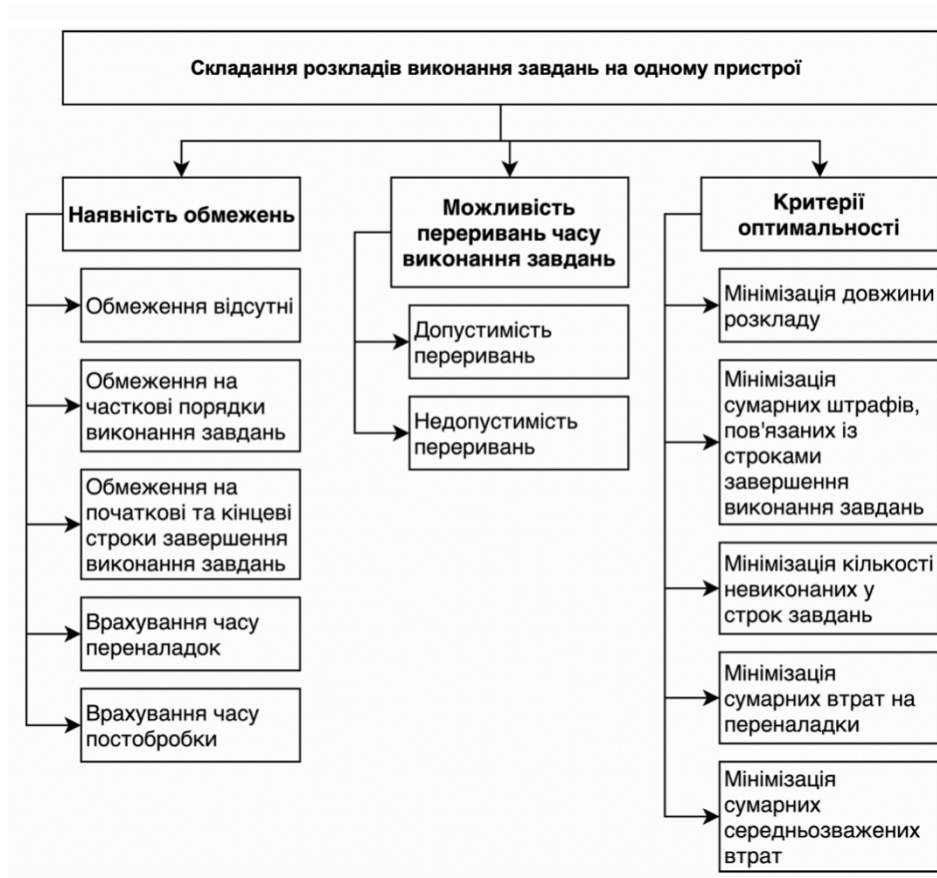 Складання розкладів виконання завдань на одному пристрої
Наявність обмежень
Обмеження відсутні
Обмеження на
часткові порядки
виконання завдань
Обмеження на
початкові та кінцеві
строки завершення
виконання завдань
Врахування часу
переналадок
Врахування часу
постобробки
Можливість
переривань часу
виконання завдань
Допустимість
переривань
Недопустимість
переривань
Критерії
оптимальності
Мінімізація довжини
розкладу
Мінімізація
сумарних штрафів,
пов'язаних із
строками
завершення
виконання завдань
Мінімізація кількості
невиконаних у
строк завдань
Мінімізація
сумарних втрат на
переналадки
Мінімізація
сумарних
середньозважених
втрат